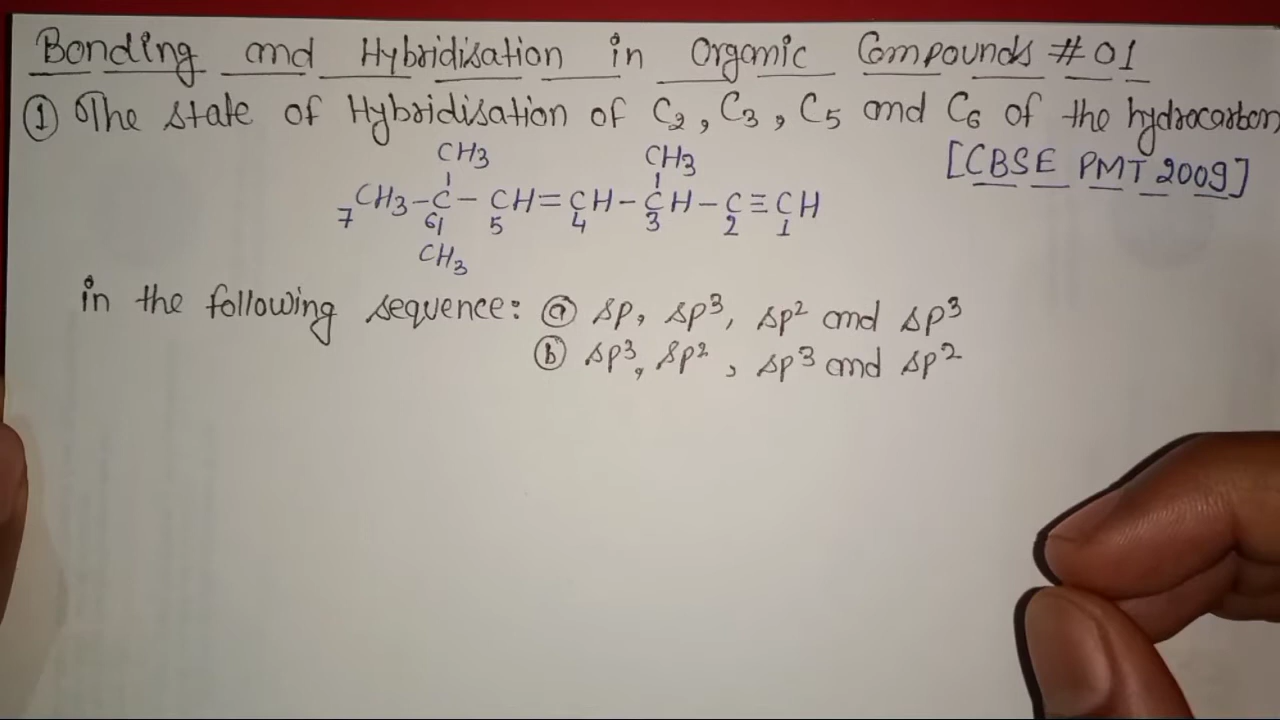 Bonding and Hybridisation in Organic Compounds #01
① The state of Hybridisation of C₂, C₃, C₅ and C₆ of the hydrocarbon
[CBSE PMT 2009]
CH₃ CH₃
CH₃-C-CH=CH-CH-C≡CH
7 6 5 4 3 2 1
CH₃
in the following sequence: ⓐ sp, sp³, sp² and sp³
ⓑ sp³, sp², sp³ and sp²